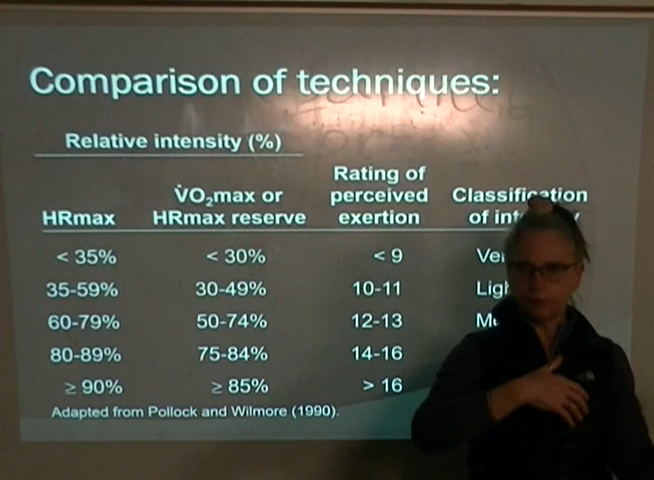 Comparison of techniques:
Relative intensity (%)
HRmax V̇O₂max or HRmax reserve Rating of perceived exertion Classification of
< 35% < 30% < 9
35-59% 30-49% 10-11
60-79% 50-74% 12-13
80-89% 75-84% 14-16
≥ 90% ≥ 85% > 16
Adapted from Pollock and Wilmore (1990).